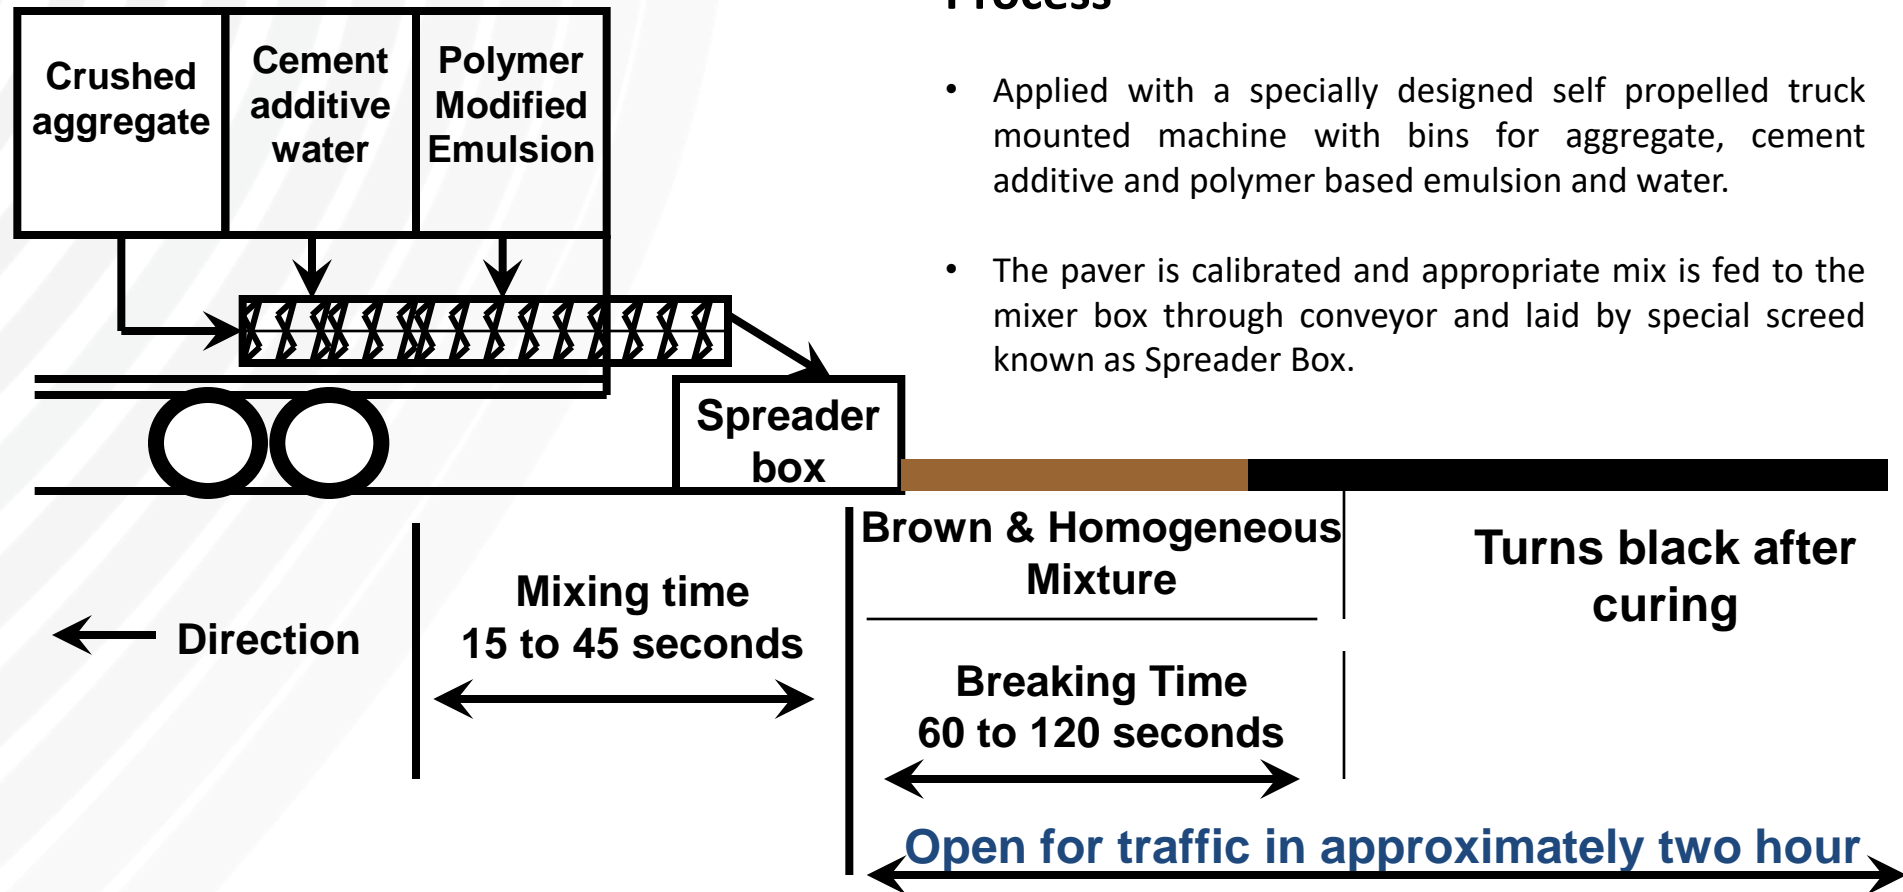 Process
Crushed
aggregate
Cement
additive
water
Polymer
Modified
Emulsion
• Applied with a specially designed self propelled truck
mounted machine with bins for aggregate, cement
additive and polymer based emulsion and water.
• The paver is calibrated and appropriate mix is fed to the
mixer box through conveyor and laid by special screed
known as Spreader Box.
Spreader
box
Brown & Homogeneous
Mixture
Turns black after
curing
Direction
Mixing time
15 to 45 seconds
Breaking Time
60 to 120 seconds
Open for traffic in approximately two hour